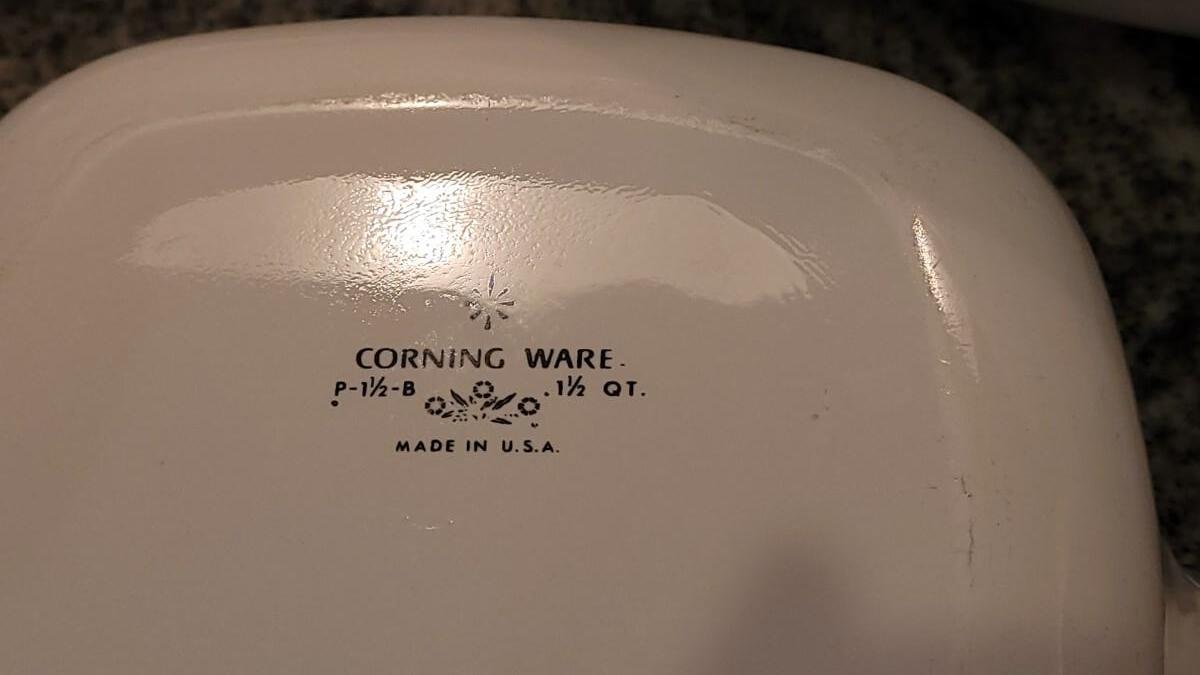 CORNING WARE.
P-1½-B 1½ QT.
MADE IN U.S.A.